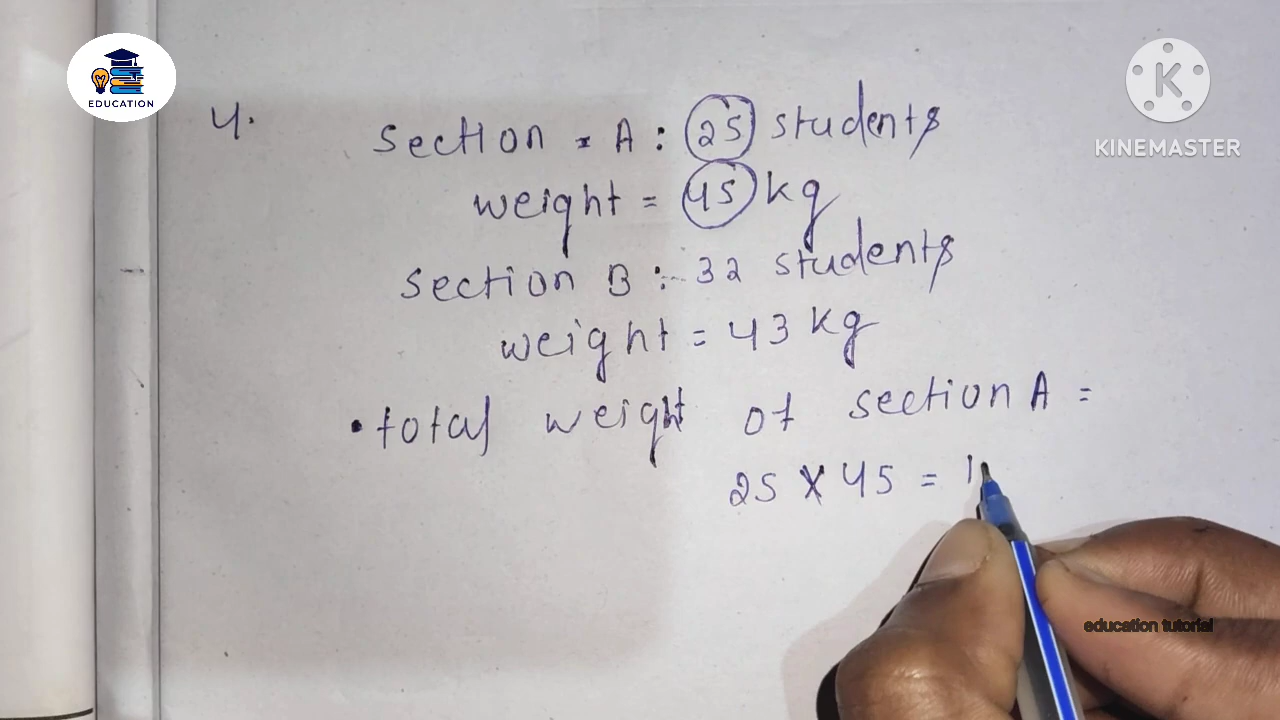 EDUCATION
KINEMASTER
4.
Section - A : 25 students
weight = 45 kg
Section B :- 32 students
weight = 43 kg
• total weight of section A =
25 x 45 = 1
education tutorial